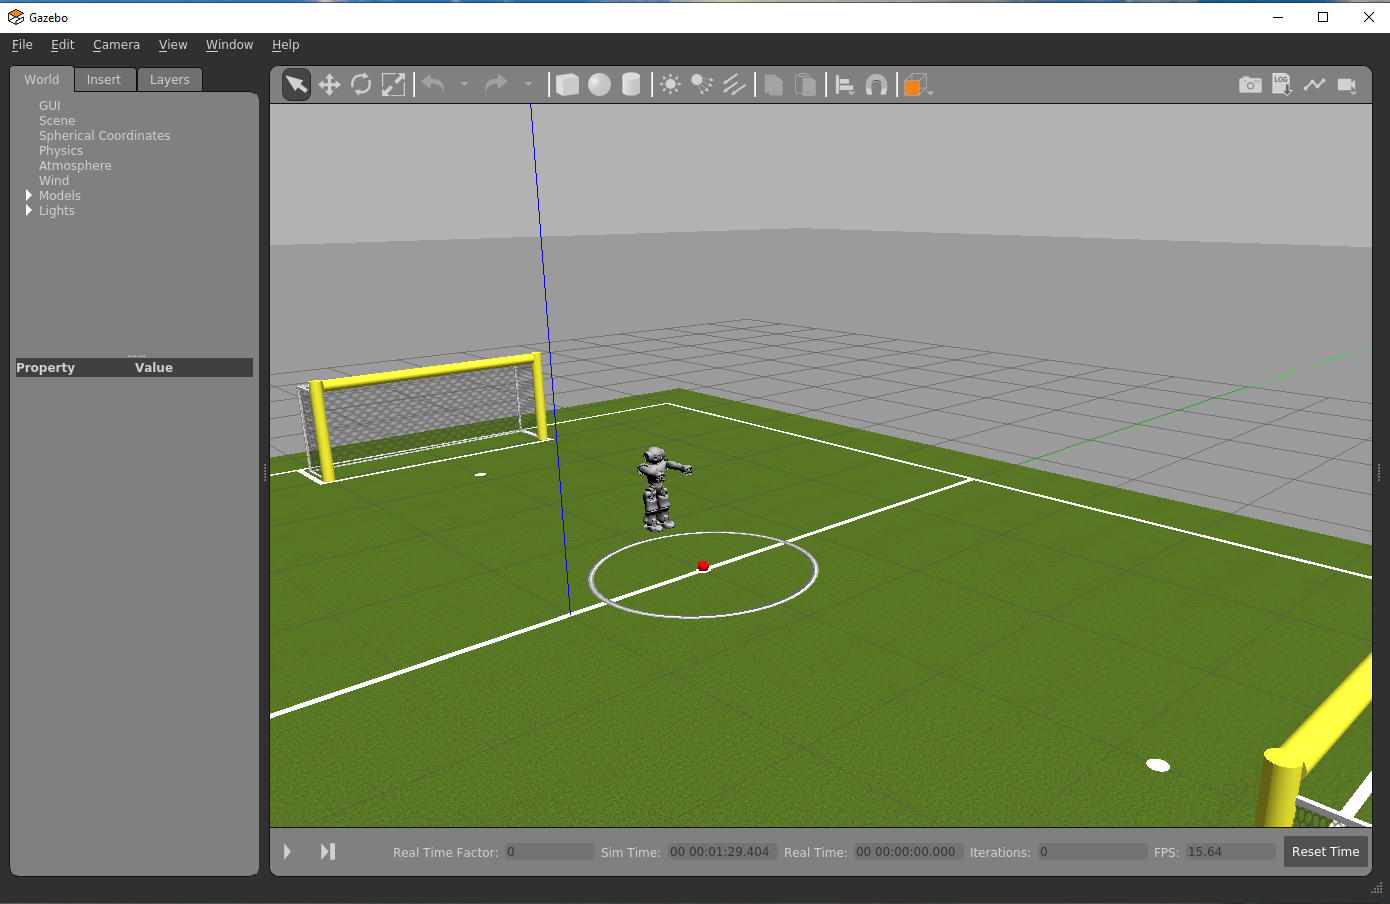 Gazebo
File Edit Camera View Window Help
World Insert Layers
LOG
GUI
Scene
Spherical Coordinates
Physics
Atmosphere
Wind
Models
Lights
Property Value
Real Time Factor: 0 Sim Time: 00 00:01:29.404 Real Time: 00 00:00:00.000 Iterations: 0 FPS: 15.64 Reset Time